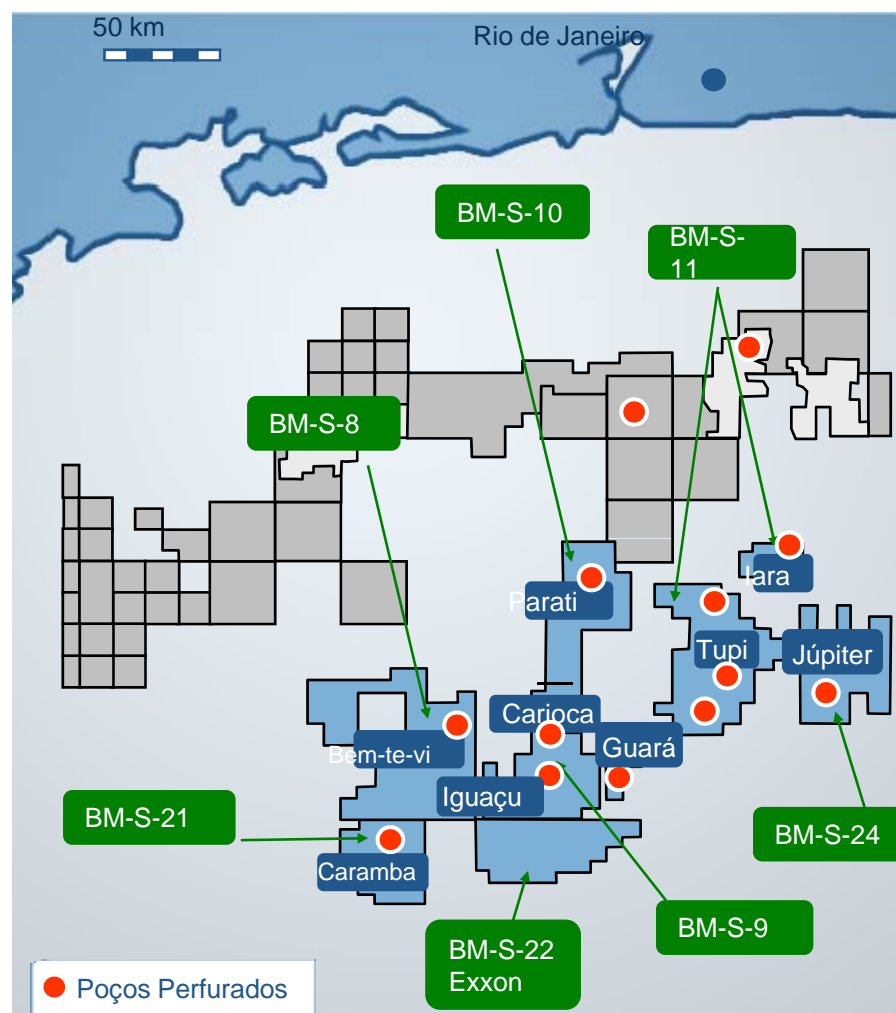 50 km
Rio de Janeiro
BM-S-10
BM-S-
11
BM-S-8
Iara
Parati
Tupi
Júpiter
Carioca
Bem-te-vi
Guará
Iguaçu
BM-S-21
BM-S-24
Caramba
BM-S-9
BM-S-22
Exxon
Poços Perfurados